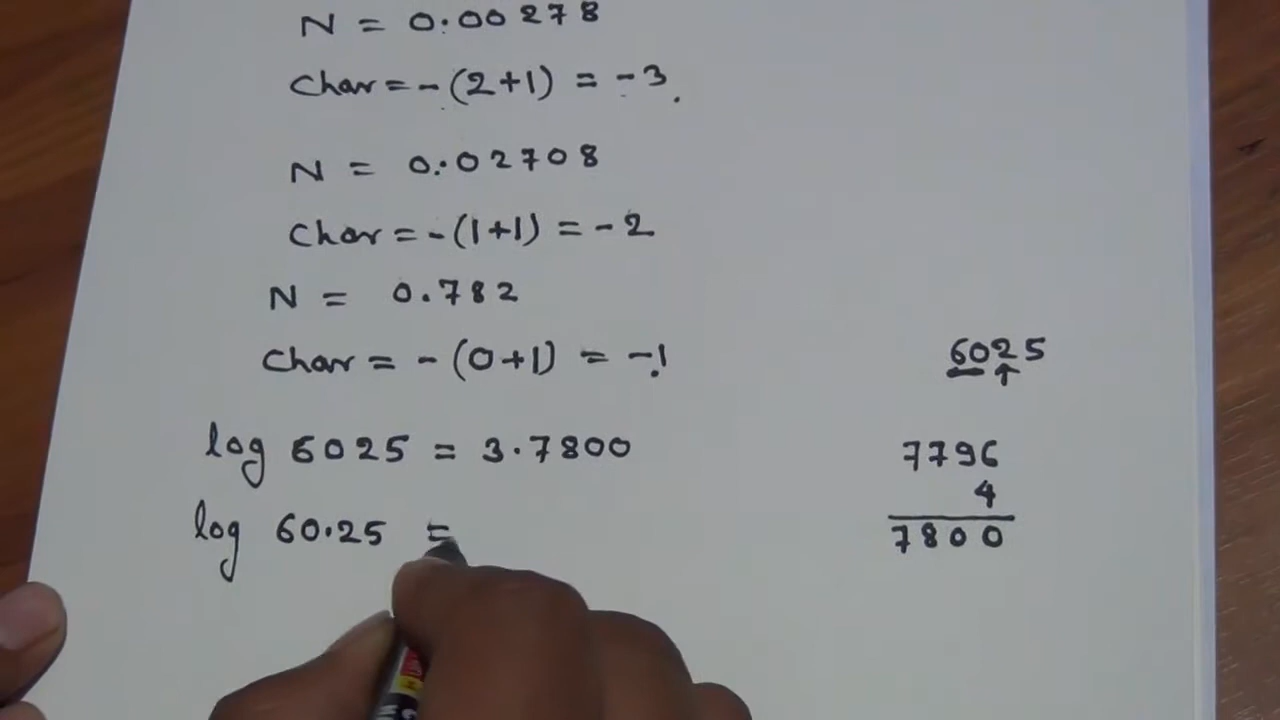 N = 0.00278
Char = -(2+1) = -3.
N = 0.02708
Char = -(1+1) = -2
N = 0.782
Char = -(0+1) = -1
log 6025 = 3.7800
log 60.25 =
6025
7796
4
7800